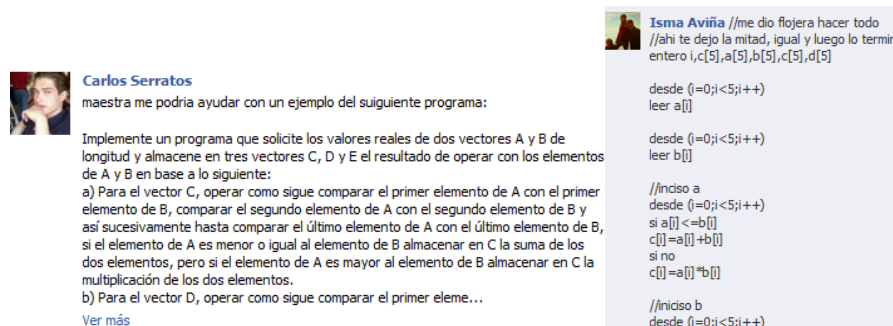 Carlos Serratos
maestra me podria ayudar con un ejemplo del suiguiente programa:
Implemente un programa que solicite los valores reales de dos vectores A y B de
longitud y almacene en tres vectores C, D y E el resultado de operar con los elementos
de A y B en base a lo siguiente:
a) Para el vector C, operar como sigue comparar el primer elemento de A con el primer
elemento de B, comparar el segundo elemento de A con el segundo elemento de B y
así sucesivamente hasta comparar el último elemento de A con el último elemento de B,
si el elemento de A es menor o igual al elemento de B almacenar en C la suma de los
dos elementos, pero si el elemento de A es mayor al elemento de B almacenar en C la
multiplicación de los dos elementos.
b) Para el vector D, operar como sigue comparar el primer eleme...
Ver más
Isma Aviña //me dio flojera hacer todo
//ahi te dejo la mitad, igual y luego lo termin
entero i,c[5],a[5],b[5],c[5],d[5]
desde (i=0;i<5;i++)
leer a[i]
desde (i=0;i<5;i++)
leer b[i]
//inciso a
desde (i=0;i<5;i++)
si a[i]<=b[i]
c[i]=a[i]+b[i]
si no
c[i]=a[i]*b[i]
//iniciso b
desde (i=0;i<5;i++)